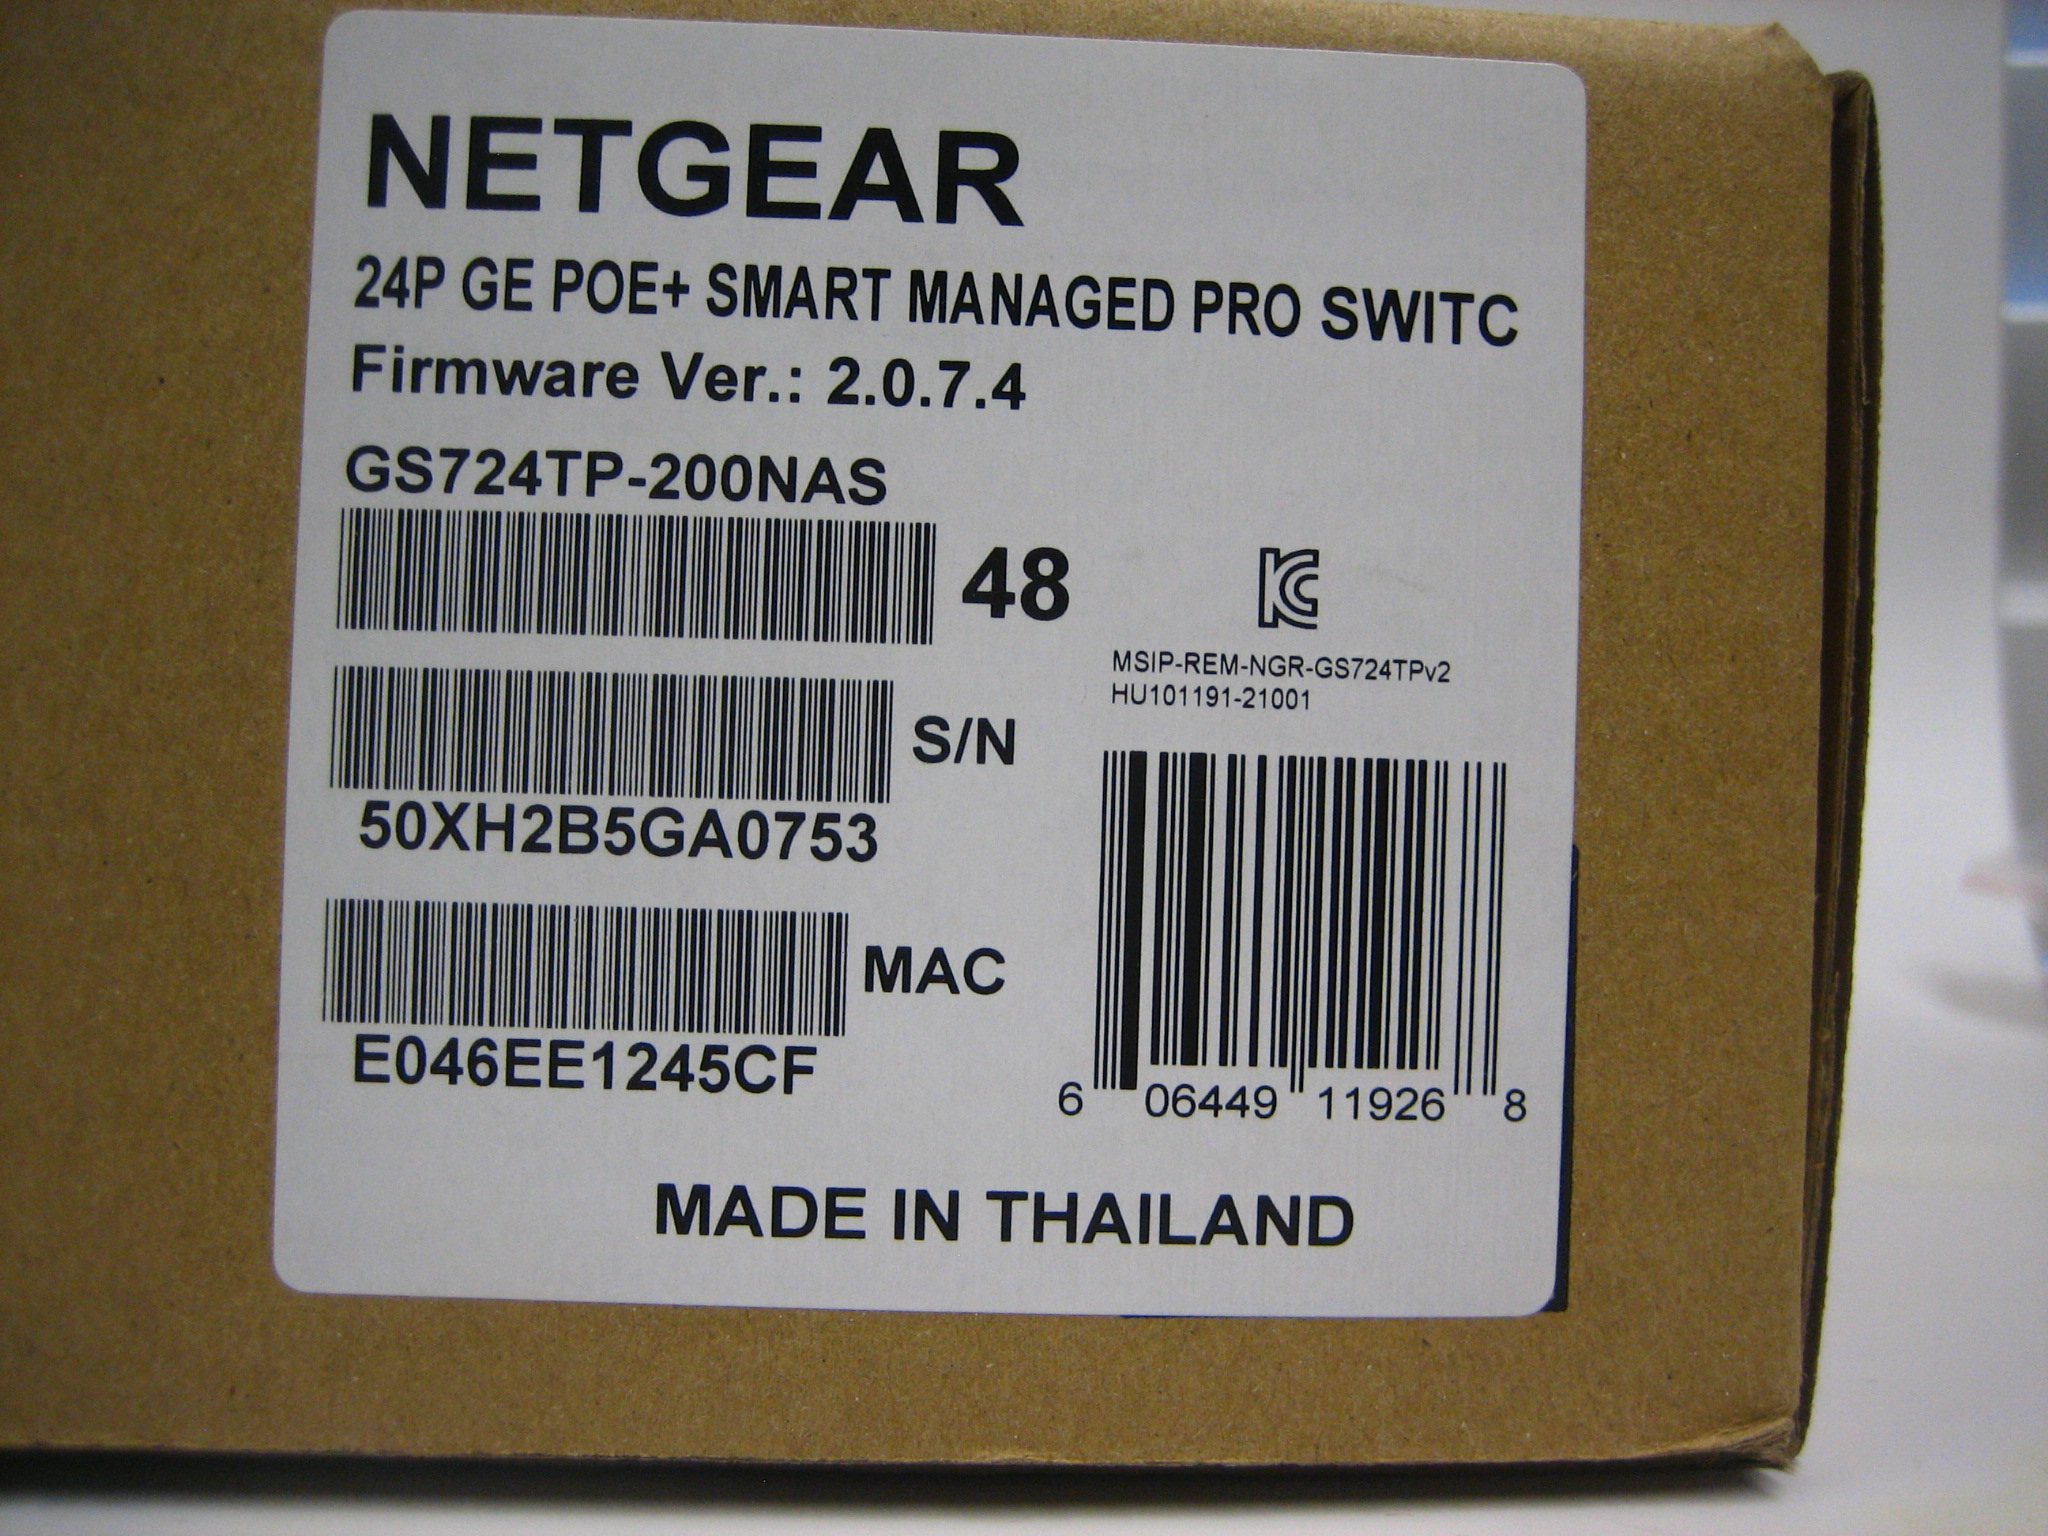 NETGEAR
24P GE POE+ SMART MANAGED PRO SWITC
Firmware Ver.: 2.0.7.4
GS724TP-200NAS
48
KC
MSIP-REM-NGR-GS724TPv2
HU101191-21001
S/N
50XH2B5GA0753
MAC
E046EE1245CF
6 06449 11926 8
MADE IN THAILAND